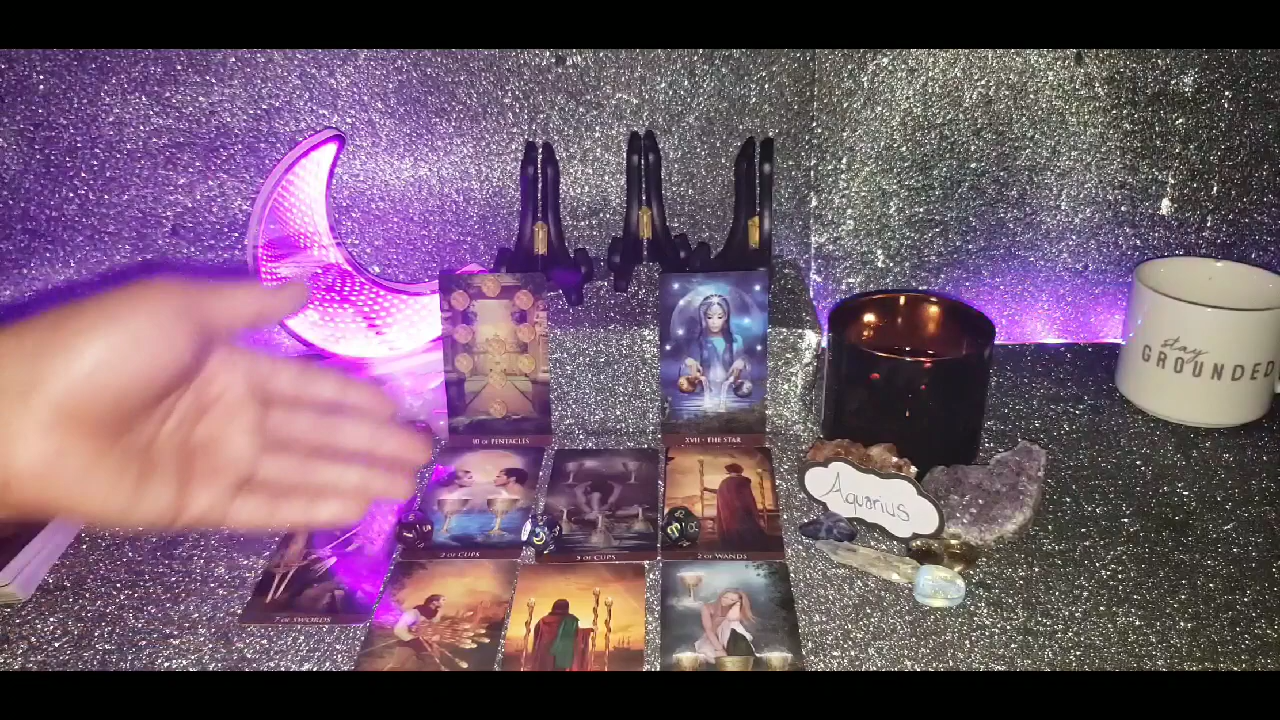 stay
GROUNDED
VI OF PENTACLES
XVII · THE STAR
Aquarius
2 OF CUPS
5 OF CUPS
2 OF WANDS
7 OF SWORDS